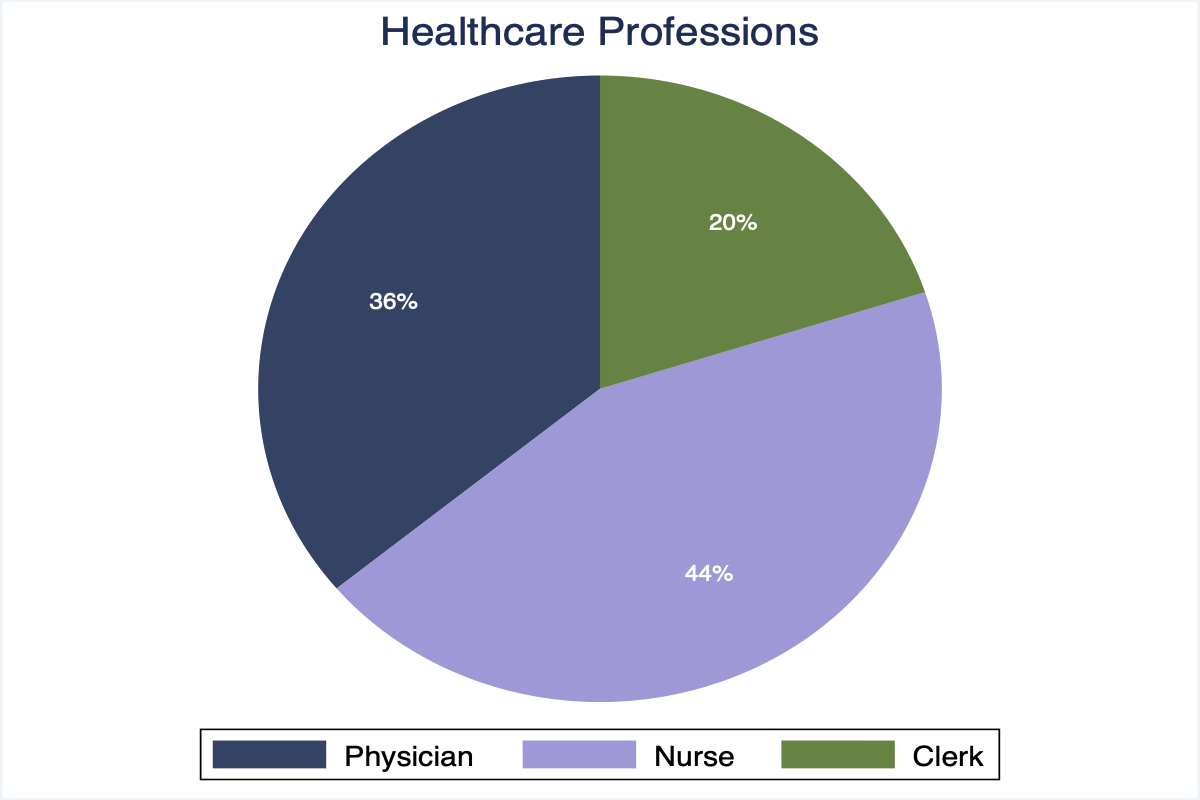 Healthcare Professions
20%
36%
44%
Physician Nurse Clerk